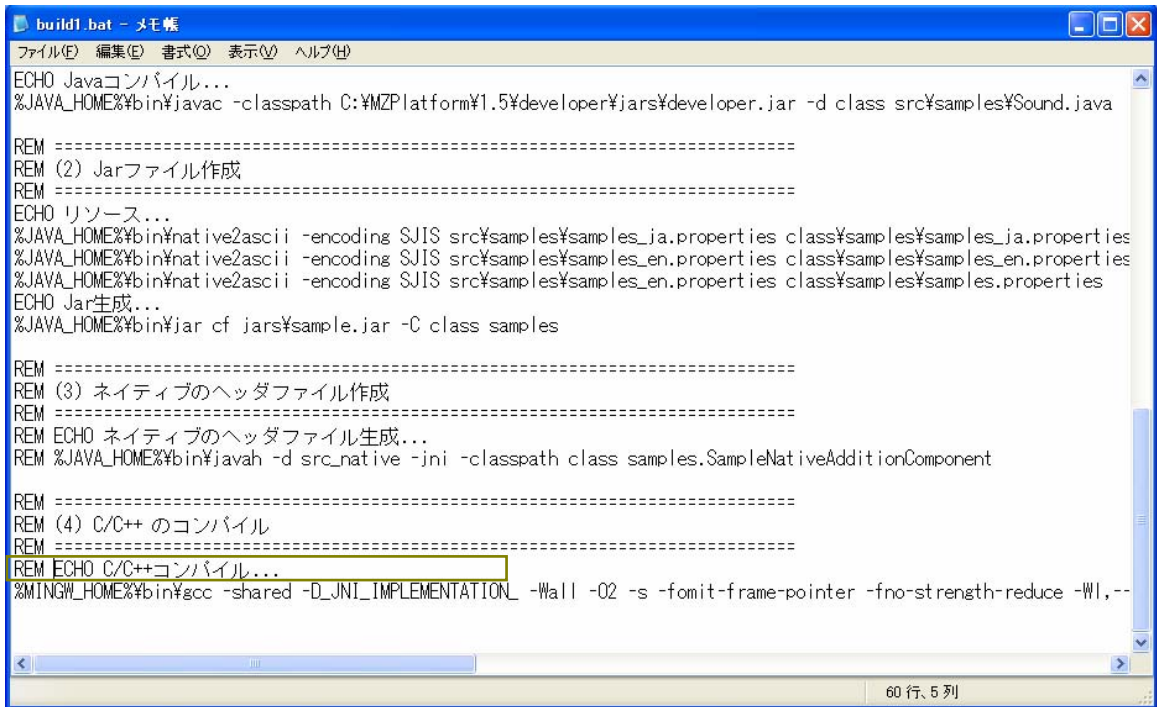 build1.bat - メモ帳
ファイル(F) 編集(E) 書式(O) 表示(V) ヘルプ(H)
ECHO Javaコンパイル...
%JAVA_HOME%¥bin¥javac -classpath C:¥MZPlatform¥1.5¥developer¥jars¥developer.jar -d class src¥samples¥Sound.java
REM ==========================================================================
REM (2) Jarファイル作成
REM ==========================================================================
ECHO リソース...
%JAVA_HOME%¥bin¥native2ascii -encoding SJIS src¥samples¥samples_ja.properties class¥samples¥samples_ja.properties
%JAVA_HOME%¥bin¥native2ascii -encoding SJIS src¥samples¥samples_en.properties class¥samples¥samples_en.properties
%JAVA_HOME%¥bin¥native2ascii -encoding SJIS src¥samples¥samples_en.properties class¥samples¥samples.properties
ECHO Jar生成...
%JAVA_HOME%¥bin¥jar cf jars¥sample.jar -C class samples
REM ==========================================================================
REM (3) ネイティブのヘッダファイル作成
REM ==========================================================================
REM ECHO ネイティブのヘッダファイル生成...
REM %JAVA_HOME%¥bin¥javah -d src_native -jni -classpath class samples.SampleNativeAdditionComponent
REM ==========================================================================
REM (4) C/C++ のコンパイル
REM ==========================================================================
REM ECHO C/C++コンパイル...
%MINGW_HOME%¥bin¥gcc -shared -D_JNI_IMPLEMENTATION_ -Wall -O2 -s -fomit-frame-pointer -fno-strength-reduce -Wl,--
60 行、5 列